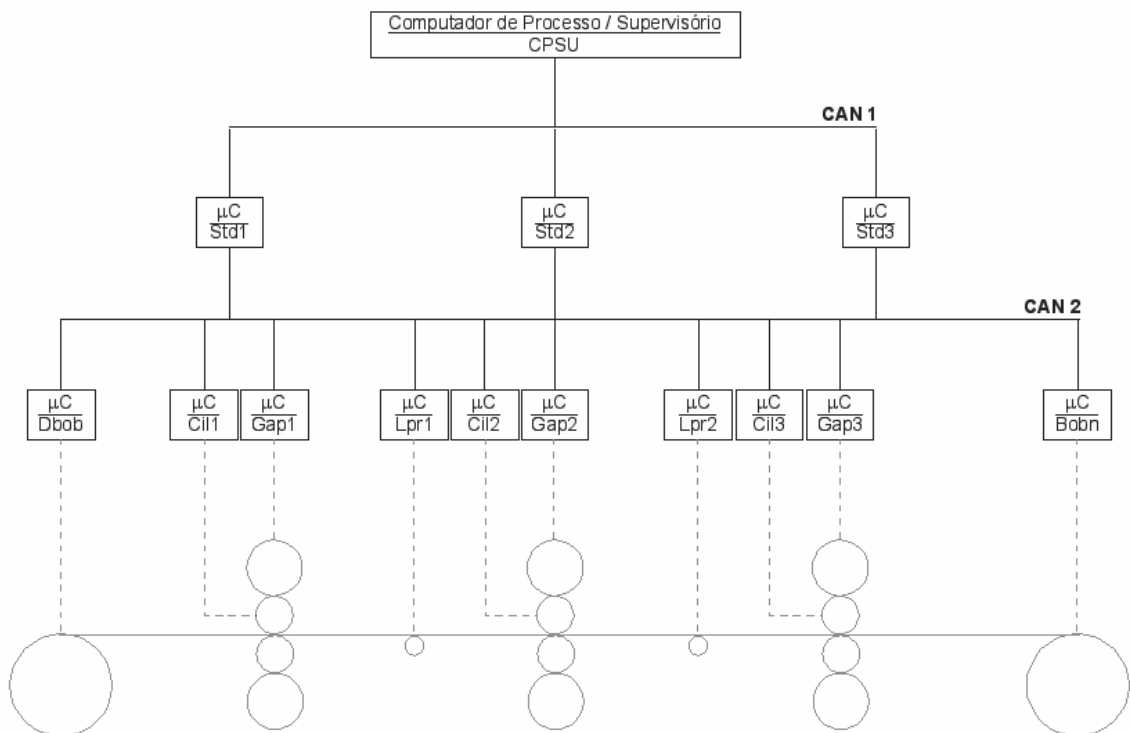 Computador de Processo / Supervisório
CPSU
CAN 1
µC
Std1
µC
Std2
µC
Std3
CAN 2
µC
Dbob
µC
Cil1
µC
Gap1
µC
Lpr1
µC
Cil2
µC
Gap2
µC
Lpr2
µC
Cil3
µC
Gap3
µC
Bobn